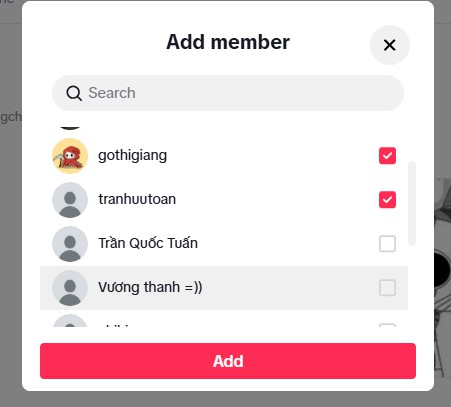 Add member
Search
gothigiang
tranhuutoan
Trần Quốc Tuấn
Vương thanh =))
Add